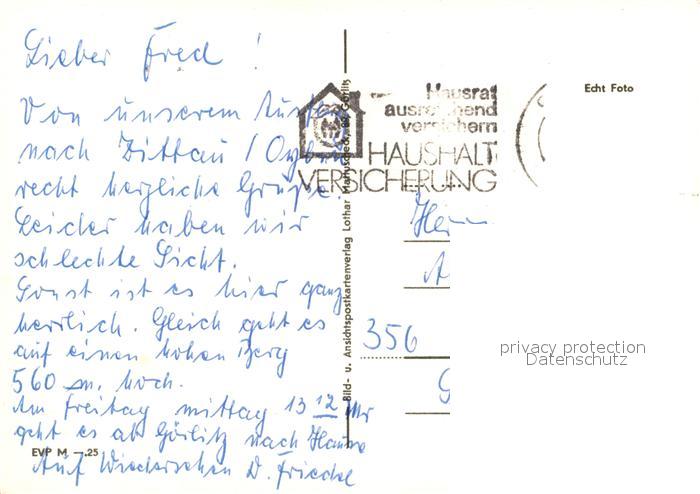 Lieber Fred !
Von unserem
nach Zittau / Oybin
recht herzliche Grüße.
Leider haben wir
schlechte Sicht.
Sonst ist es hier ganz
herrlich. Gleich geht es
auf einen hohen Berg
560 m. hoch.
Am Freitag mittag 13 12 Uhr
geht es ab Görlitz nach Hause
Auf Wiedersehen D. Friedel
EVP M —.25
Bild- u. Ansichtspostkartenverlag Lothar Görlitz
Hausrat
ausreichend
versichern
HAUSHALT
VERSICHERUNG
Echt Foto
Herrn
A
356
G
privacy protection
Datenschutz